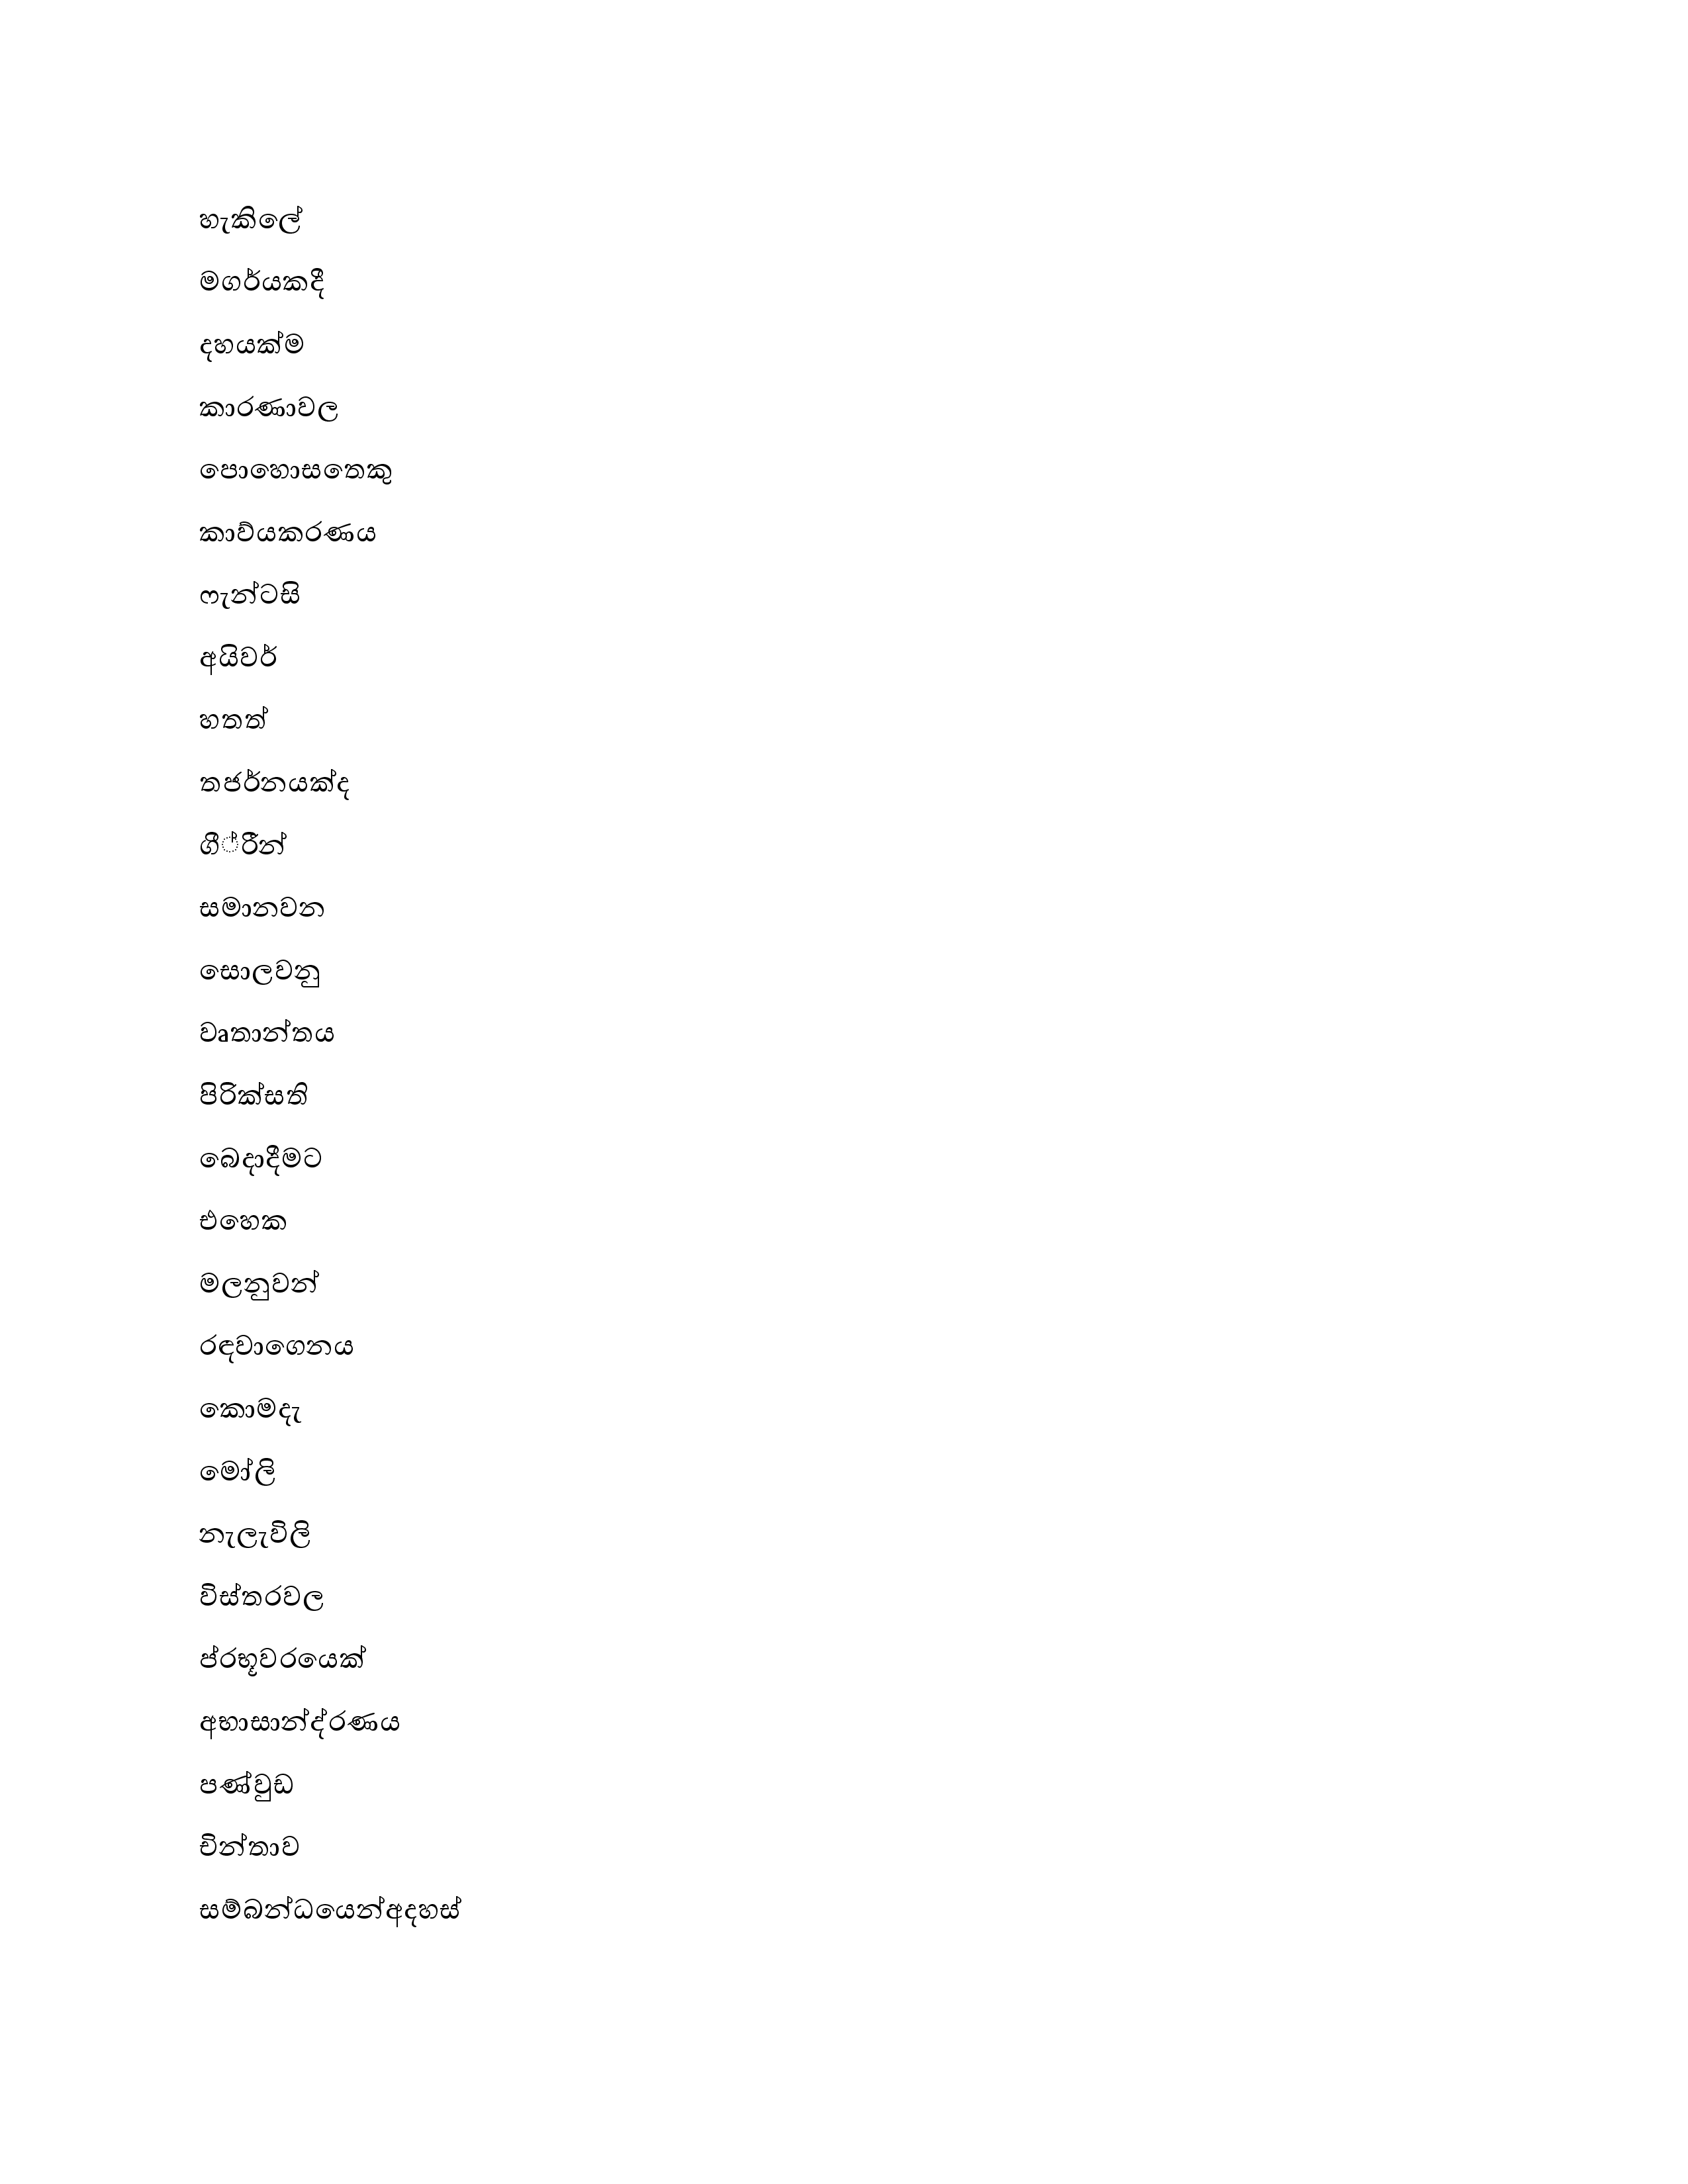 හැකිලේ
මගර්යකදී
දහයක්ම
කාරණාවල
පොහොසතෙකු
කාව්යකරණය
ෆැන්ටසි
අයිවර්
හතත්
තජර්නයක්ද
ගී්රීන්
සමානවන
සොලවනු
වෘතාන්තය
පිරික්සති
බෙදාදීමට
එහෙක
මලනුවන්
රඳවාගෙනය
කොමදැ
මෝලි
නැලැවිලි
විස්තරවල
ප්රභූවරයෙක්
අභාසාන්ද්රණය
පණ්වුඩ
චින්තාව
සම්බන්ධයෙන්අදහස්